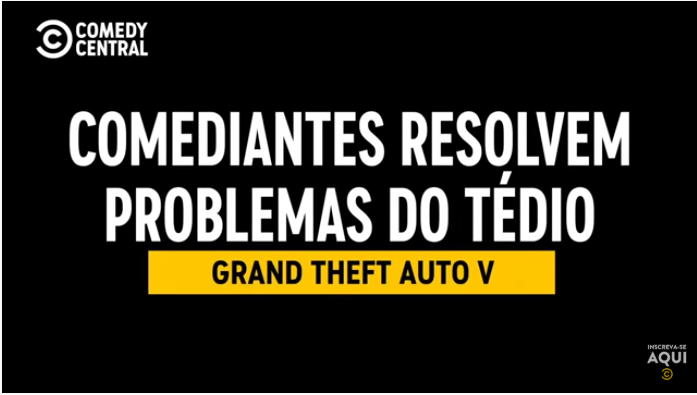 COMEDY
CENTRAL
COMEDIANTES RESOLVEM
PROBLEMAS DO TÉDIO
GRAND THEFT AUTO V
INSCREVA-SE
AQUI